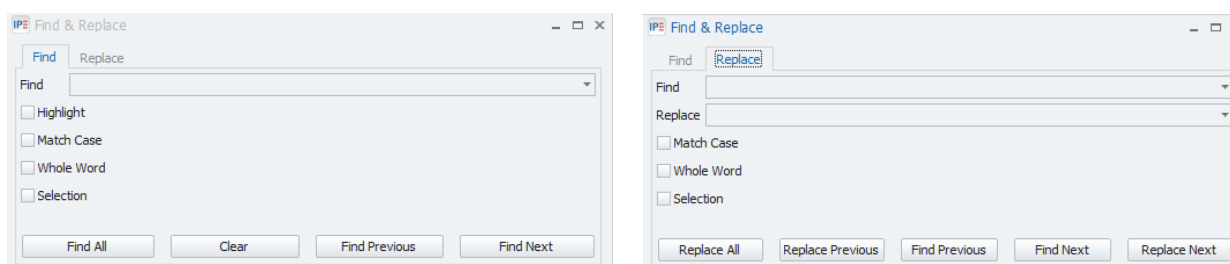 IPE Find & Replace
Find Replace
Find
Highlight
Match Case
Whole Word
Selection
Find All Clear Find Previous Find Next
IPE Find & Replace
Find Replace
Find
Replace
Match Case
Whole Word
Selection
Replace All Replace Previous Find Previous Find Next Replace Next